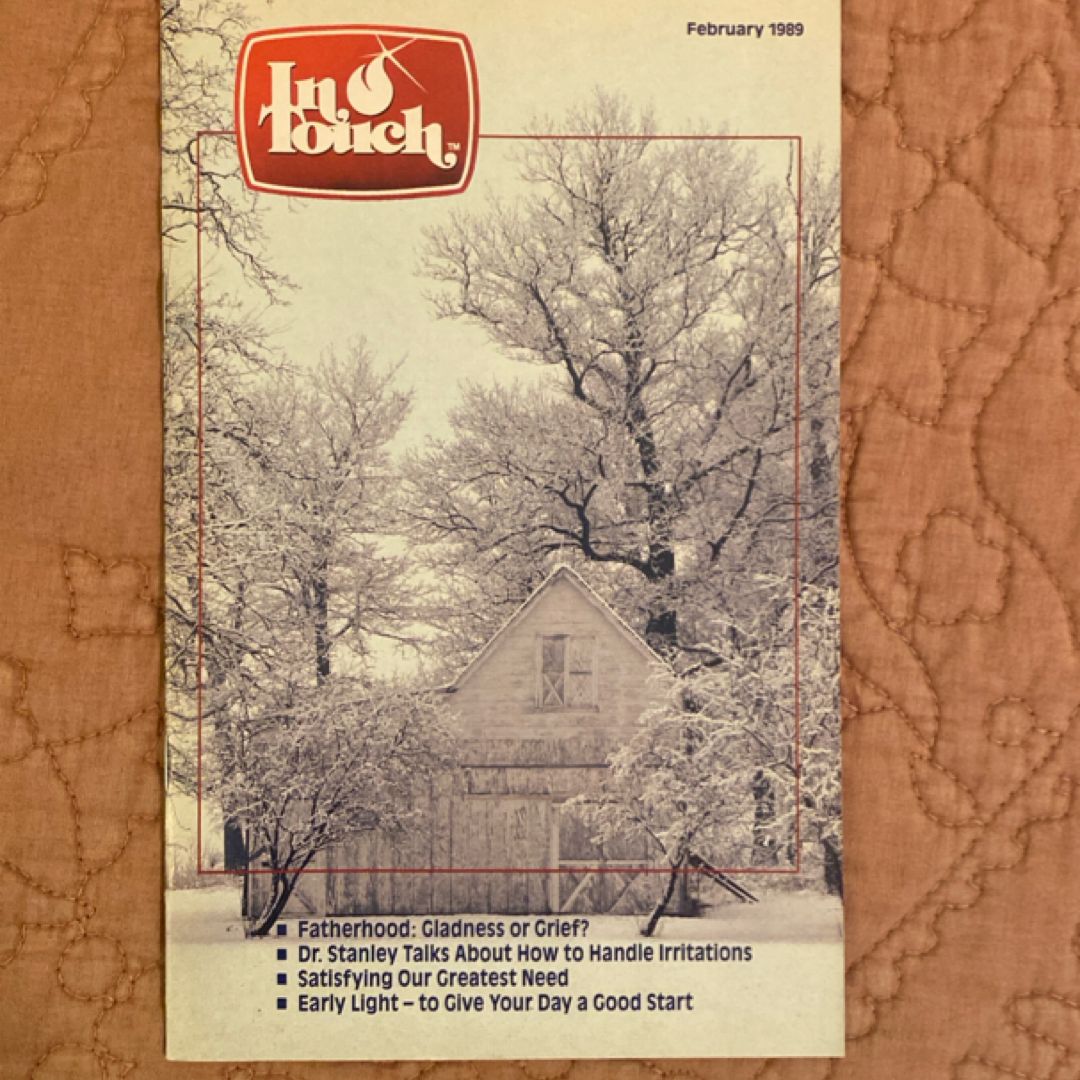 February 1989
In
Touch™
■ Fatherhood: Gladness or Grief?
■ Dr. Stanley Talks About How to Handle Irritations
■ Satisfying Our Greatest Need
■ Early Light – to Give Your Day a Good Start